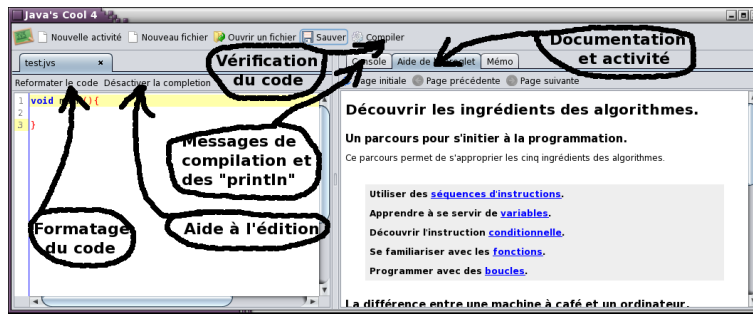 Java's Cool 4
Nouvelle activité Nouveau fichier Ouvrir un fichier Sauver Compiler
test.jvs
Console Aide de Mémo
Reformater le code Désactiver la completion
Page initiale Page précédente Page suivante
1 void (){
2
3 }
Vérification
du code
Documentation
et activité
Messages de
compilation et
des "println"
Formatage
du code
Aide à l'édition
Découvrir les ingrédients des algorithmes.
Un parcours pour s'initier à la programmation.
Ce parcours permet de s'approprier les cinq ingrédients des algorithmes.
Utiliser des séquences d'instructions.
Apprendre à se servir de variables.
Découvrir l'instruction conditionnelle.
Se familiariser avec les fonctions.
Programmer avec des boucles.
La différence entre une machine à café et un ordinateur.